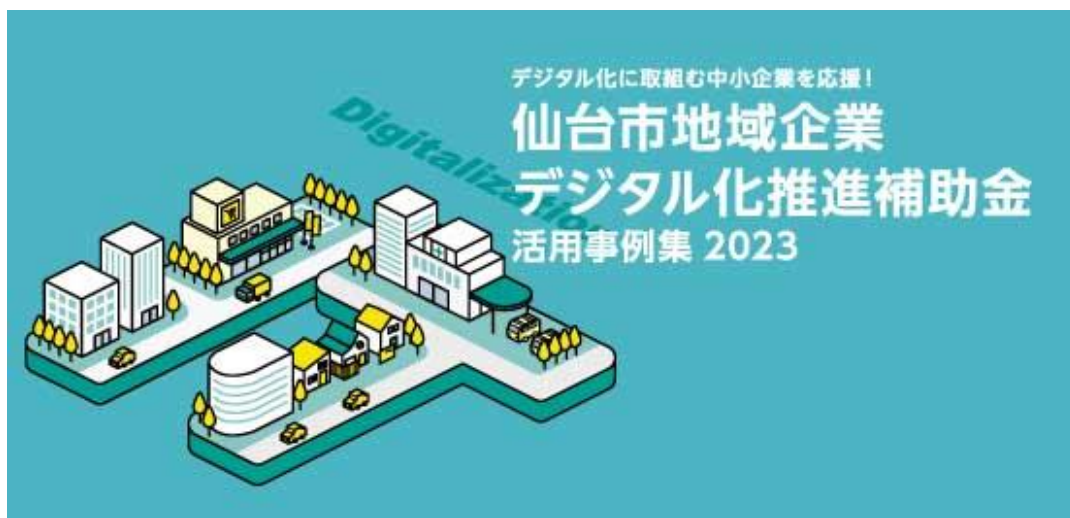 デジタル化に取組む中小企業を応援！
仙台市地域企業
デジタル化推進補助金
活用事例集 2023
Digitalization